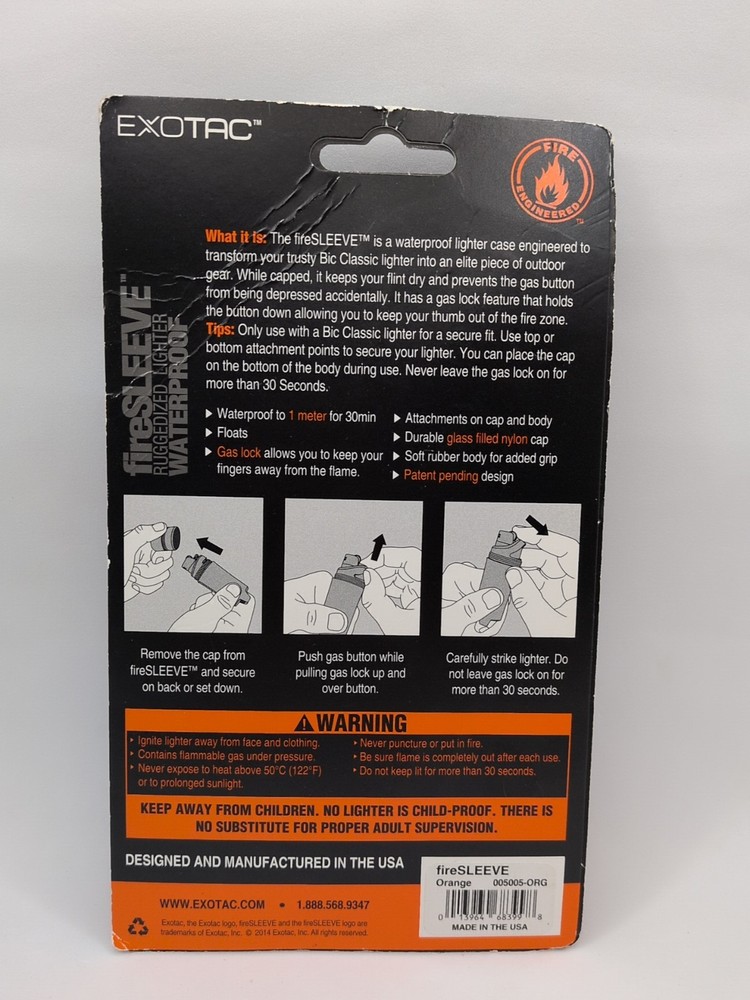 EXOTAC™
FIRE
ENGINEERED
TM
fireSLEEVE™
RUGGEDIZED LIGHTER
WATERPROOF
What it is: The fireSLEEVE™ is a waterproof lighter case engineered to
transform your trusty Bic Classic lighter into an elite piece of outdoor
gear. While capped, it keeps your flint dry and prevents the gas button
from being depressed accidentally. It has a gas lock feature that holds
the button down allowing you to keep your thumb out of the fire zone.
Tips: Only use with a Bic Classic lighter for a secure fit. Use top or
bottom attachment points to secure your lighter. You can place the cap
on the bottom of the body during use. Never leave the gas lock on for
more than 30 Seconds.
Waterproof to 1 meter for 30min
Floats
Gas lock allows you to keep your
fingers away from the flame.
Attachments on cap and body
Durable glass filled nylon cap
Soft rubber body for added grip
Patent pending design
Remove the cap from
fireSLEEVE™ and secure
on back or set down.
Push gas button while
pulling gas lock up and
over button.
Carefully strike lighter. Do
not leave gas lock on for
more than 30 seconds.
WARNING
• Ignite lighter away from face and clothing.
• Contains flammable gas under pressure.
• Never expose to heat above 50°C (122°F)
or to prolonged sunlight.
• Never puncture or put in fire.
• Be sure flame is completely out after each use.
• Do not keep lit for more than 30 seconds.
KEEP AWAY FROM CHILDREN. NO LIGHTER IS CHILD-PROOF. THERE IS
NO SUBSTITUTE FOR PROPER ADULT SUPERVISION.
DESIGNED AND MANUFACTURED IN THE USA
WWW.EXOTAC.COM • 1.888.568.9347
Exotac, the Exotac logo, fireSLEEVE and the fireSLEEVE logo are
trademarks of Exotac, Inc. © 2014 Exotac, Inc. All rights reserved.
fireSLEEVE
Orange 005005-ORG
0 13964 68399 8
MADE IN THE USA